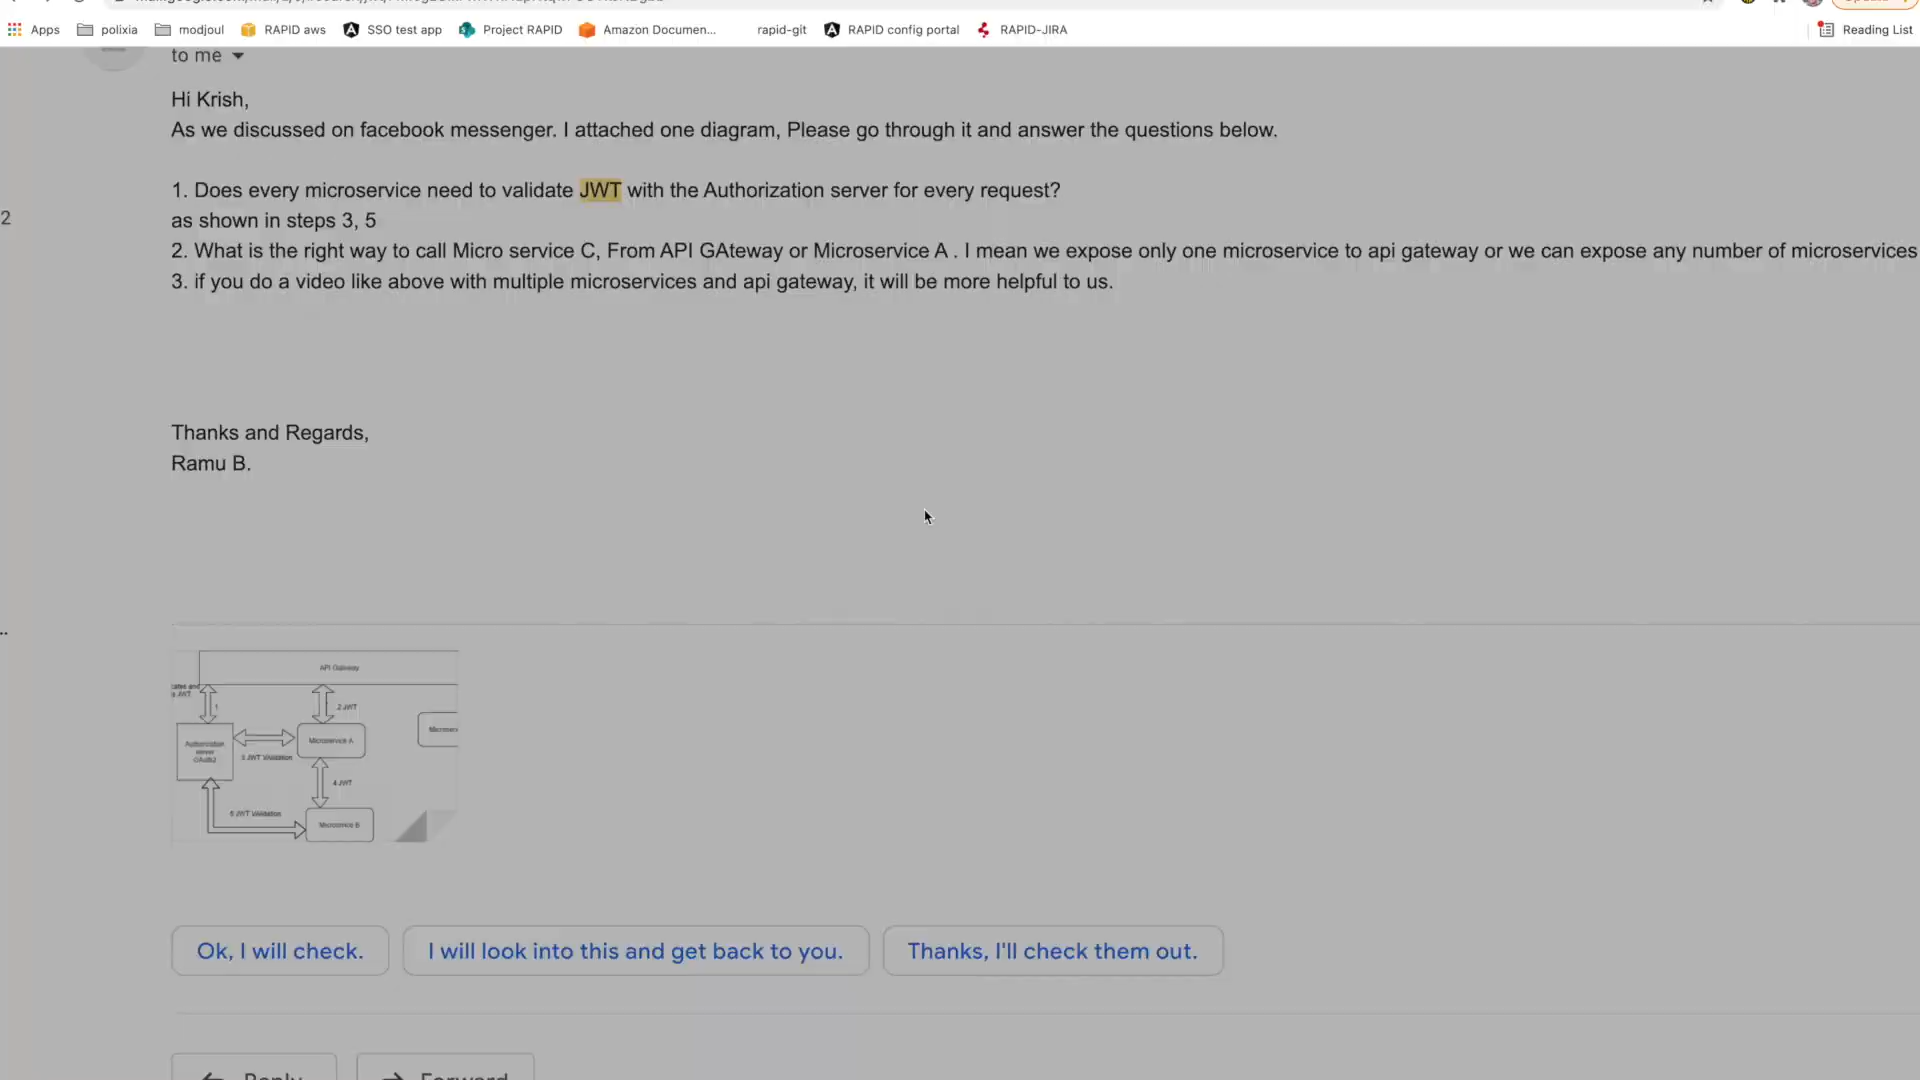 Apps polixia modjoul RAPID aws SSO test app Project RAPID Amazon Documen... rapid-git RAPID config portal RAPID-JIRA Reading List
to me
Hi Krish,
As we discussed on facebook messenger. I attached one diagram, Please go through it and answer the questions below.
1. Does every microservice need to validate JWT with the Authorization server for every request?
as shown in steps 3, 5
2
2. What is the right way to call Micro service C, From API GAteway or Microservice A . I mean we expose only one microservice to api gateway or we can expose any number of microservices
3. if you do a video like above with multiple microservices and api gateway, it will be more helpful to us.
Thanks and Regards,
Ramu B.
..
API Gateway
1
2 JWT
Authorization
server
OAuth2
Microservice A
3 JWT Validation
4 JWT
5 JWT Validation
Microservice B
Ok, I will check.
I will look into this and get back to you.
Thanks, I'll check them out.
Reply
Forward